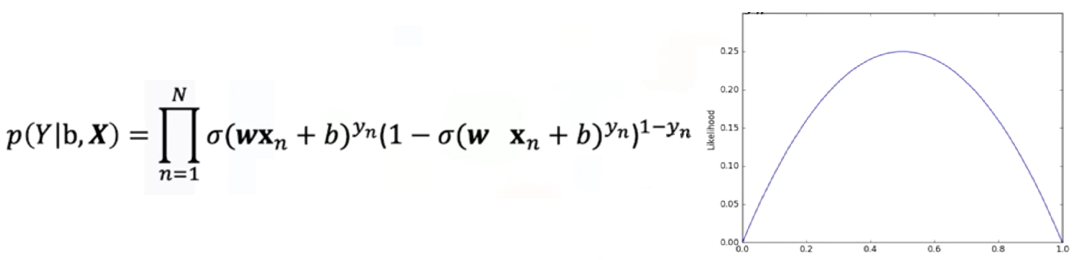 p(Y|b, X) = ∏_{n=1}^{N} σ(wx_n + b)^{y_n}(1 − σ(w x_n + b)^{y_n})^{1−y_n}
Likelihood
0.25
0.20
0.15
0.10
0.05
0.00
0.0 0.2 0.4 0.6 0.8 1.0